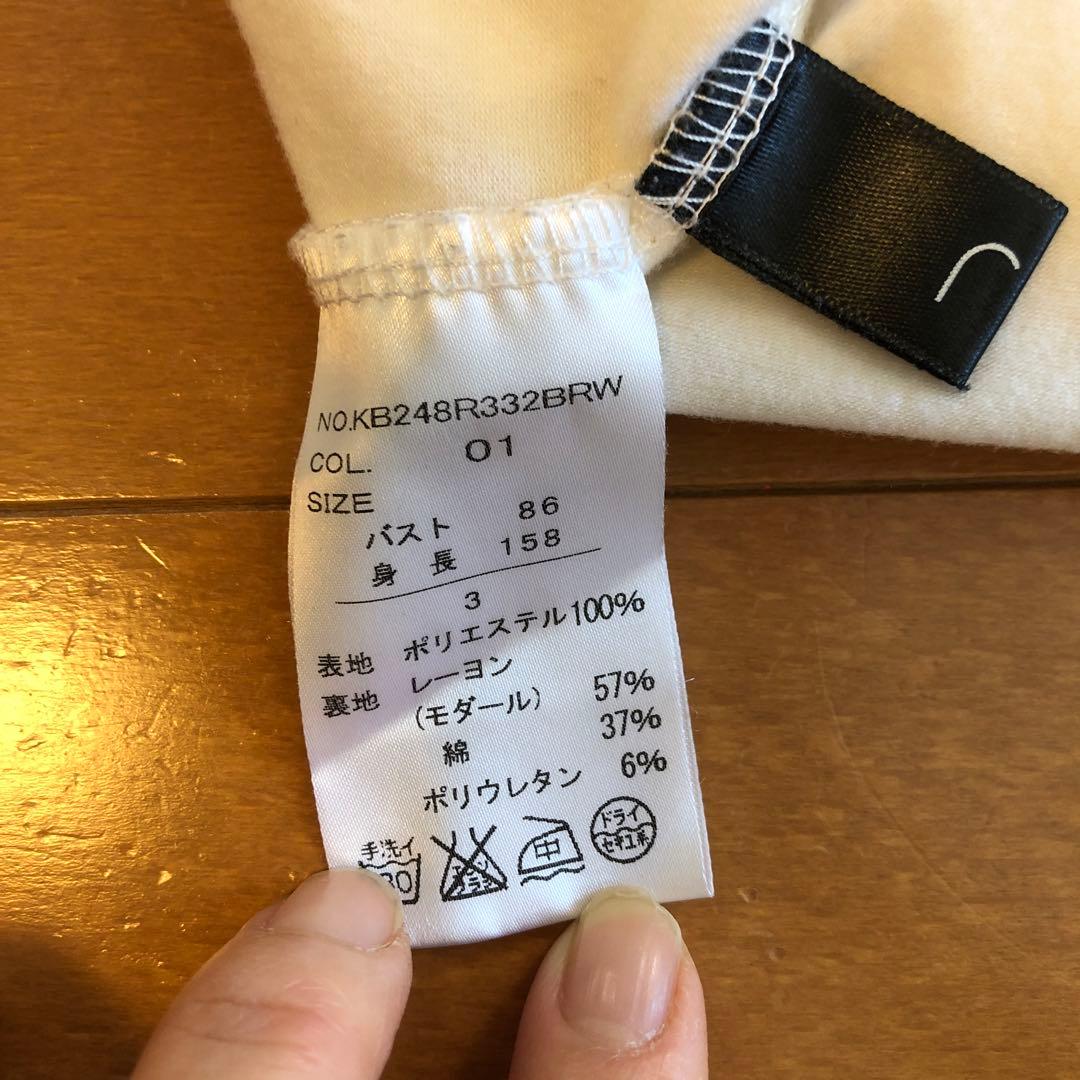 NO.KB248R332BRW
COL. 01
SIZE
バスト 86
身長 158
3
表地 ポリエステル100%
裏地 レーヨン
(モダール) 57%
綿 37%
ポリウレタン 6%
手洗イ
30
中
ドライ
セキユ系